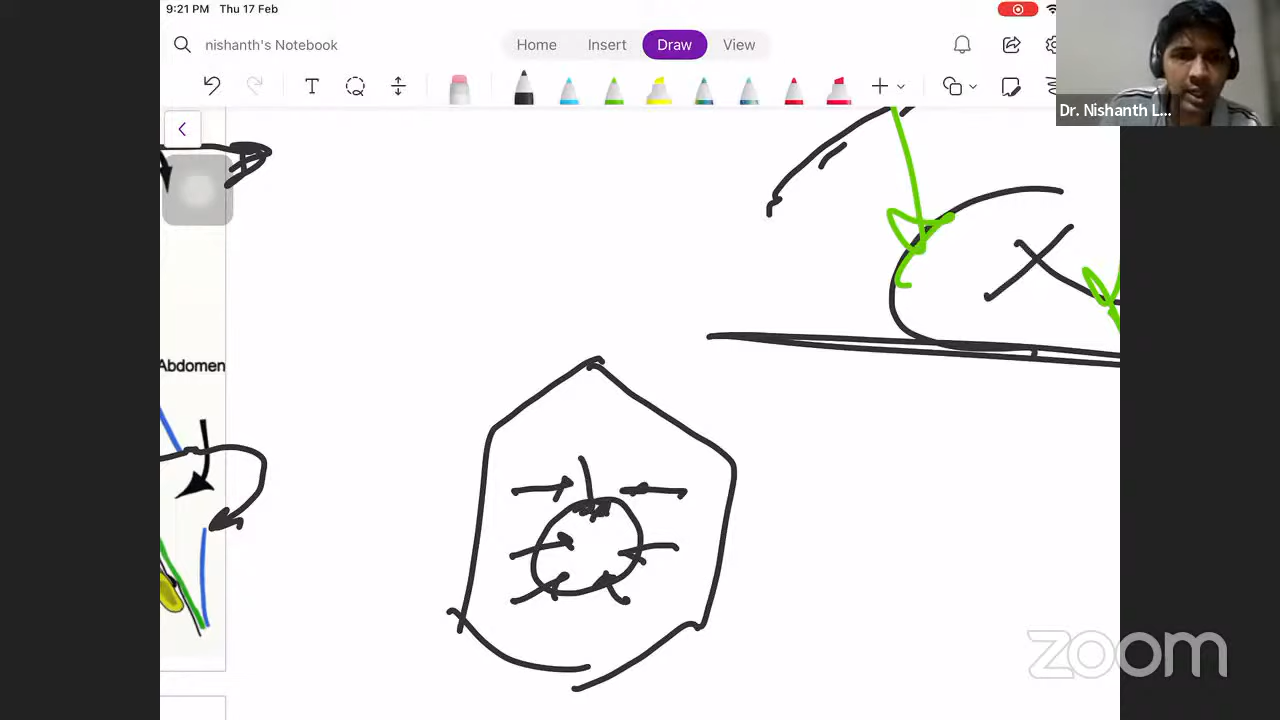 9:21 PM Thu 17 Feb
nishanth's Notebook
Home
Insert
Draw
View
T
Dr. Nishanth L...
Abdomen
zoom